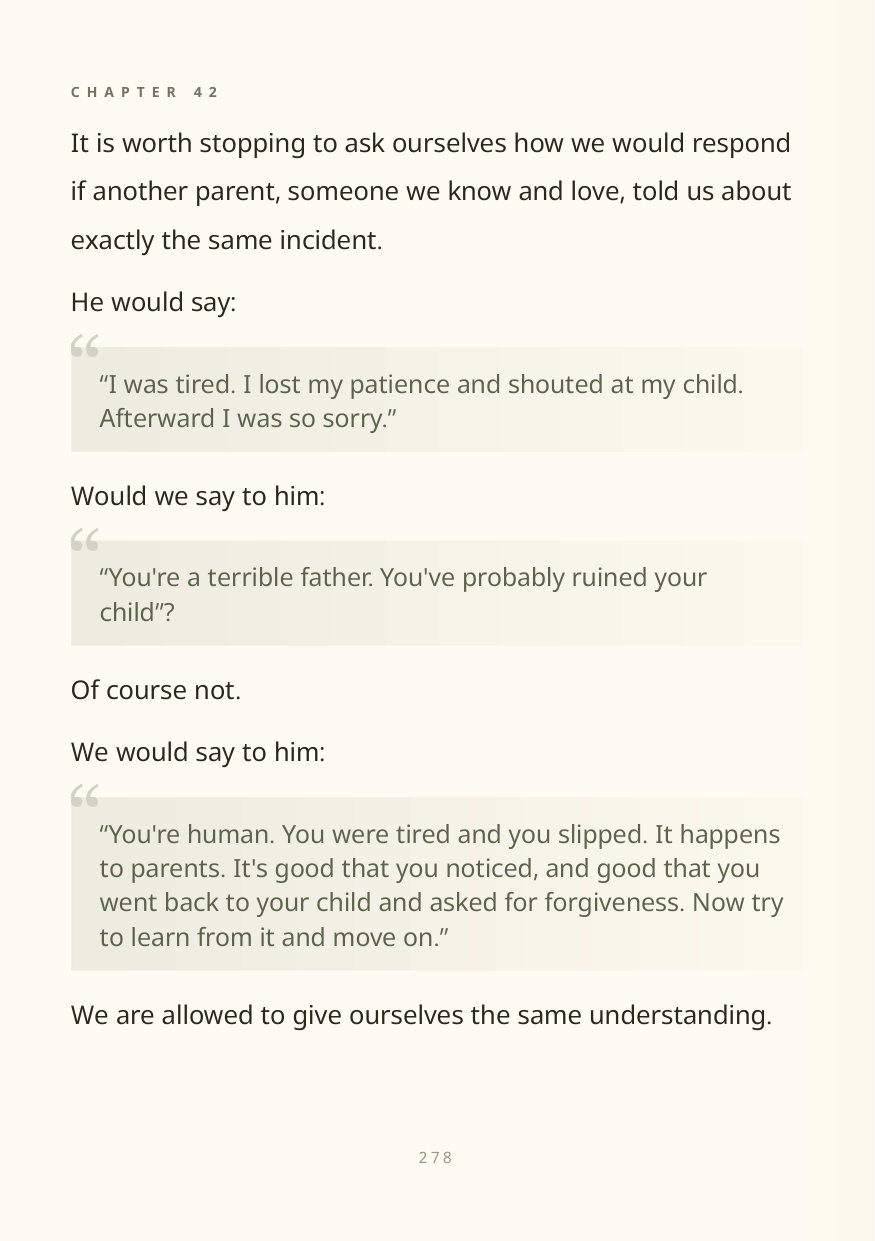 CHAPTER 42
It is worth stopping to ask ourselves how we would respond
if another parent, someone we know and love, told us about
exactly the same incident.
He would say:
“I was tired. I lost my patience and shouted at my child.
Afterward I was so sorry.”
Would we say to him:
“You're a terrible father. You've probably ruined your
child”?
Of course not.
We would say to him:
“You're human. You were tired and you slipped. It happens
to parents. It's good that you noticed, and good that you
went back to your child and asked for forgiveness. Now try
to learn from it and move on.”
We are allowed to give ourselves the same understanding.
278